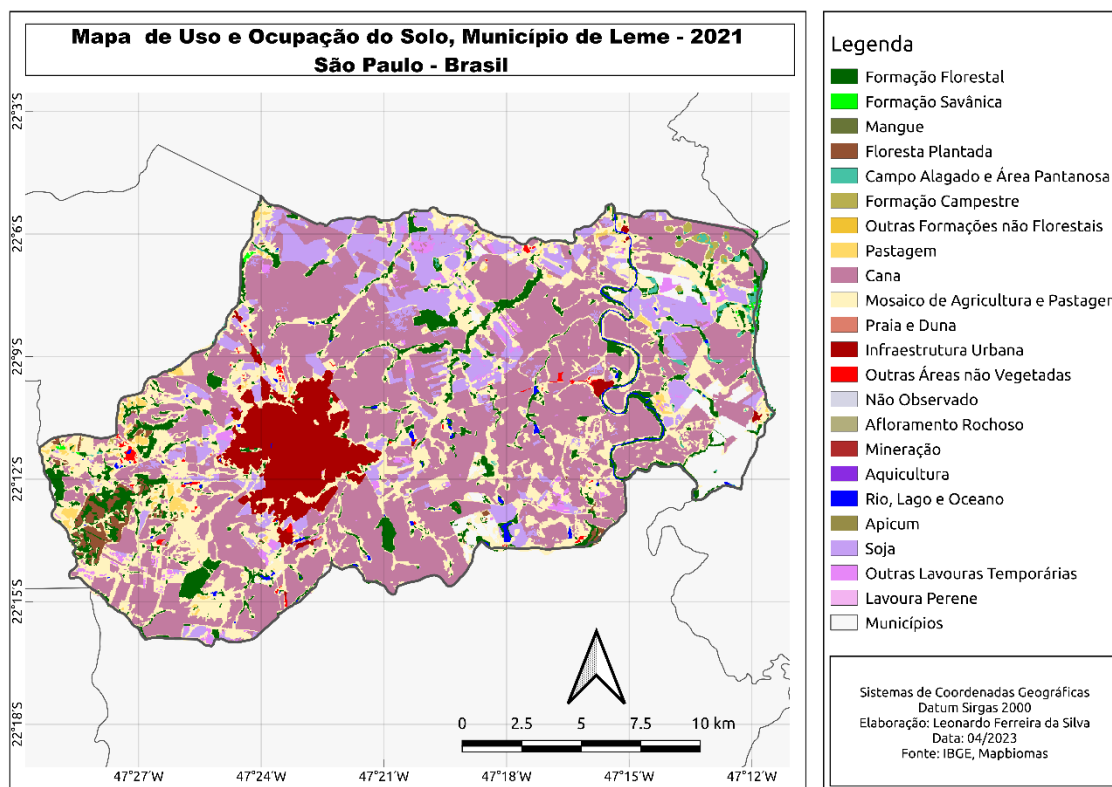 Mapa de Uso e Ocupação do Solo, Município de Leme - 2021
São Paulo - Brasil
22°3'S
22°6'S
22°9'S
22°12'S
22°15'S
22°18'S
0 2.5 5 7.5 10 km
47°27'W 47°24'W 47°21'W 47°18'W 47°15'W 47°12'W
Legenda
Formação Florestal
Formação Savânica
Mangue
Floresta Plantada
Campo Alagado e Área Pantanosa
Formação Campestre
Outras Formações não Florestais
Pastagem
Cana
Mosaico de Agricultura e Pastagem
Praia e Duna
Infraestrutura Urbana
Outras Áreas não Vegetadas
Não Observado
Afloramento Rochoso
Mineração
Aquicultura
Rio, Lago e Oceano
Apicum
Soja
Outras Lavouras Temporárias
Lavoura Perene
Municípios
Sistemas de Coordenadas Geográficas
Datum Sirgas 2000
Elaboração: Leonardo Ferreira da Silva
Data: 04/2023
Fonte: IBGE, Mapbiomas